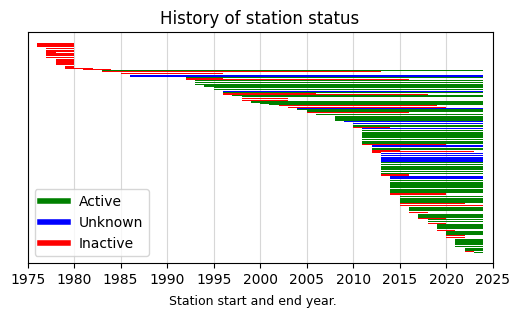 History of station status
Active
Unknown
Inactive
1975 1980 1985 1990 1995 2000 2005 2010 2015 2020 2025
Station start and end year.